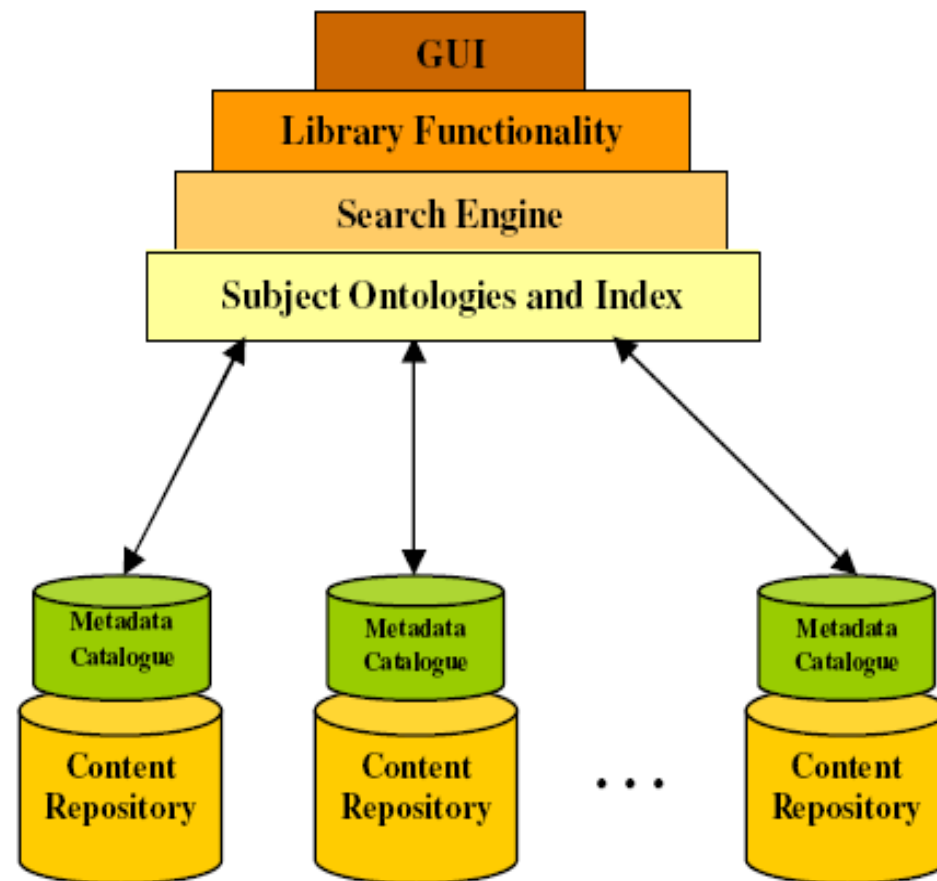 GUI
Library Functionality
Search Engine
Subject Ontologies and Index
Metadata
Catalogue
Metadata
Catalogue
Metadata
Catalogue
Content
Repository
Content
Repository
. . .
Content
Repository